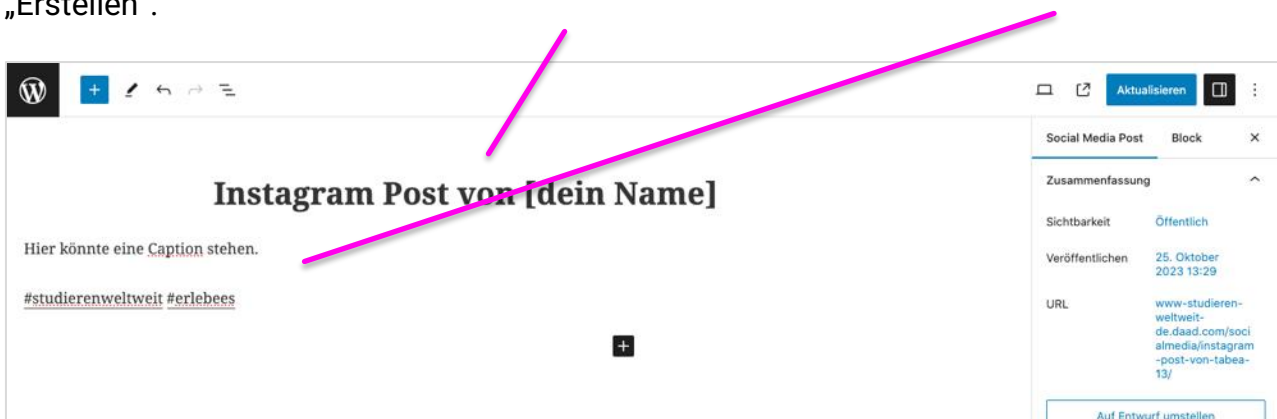 „Erstellen“.
Aktualisieren
Social Media Post Block
Instagram Post von [dein Name]
Zusammenfassung
Hier könnte eine Caption stehen.
Sichtbarkeit Öffentlich
Veröffentlichen 25. Oktober
2023 13:29
#studierenweltweit #erlebees
URL www-studieren-
weltweit-
de.daad.com/soci
almedia/instagram
-post-von-tabea-
13/
Auf Entwurf umstellen